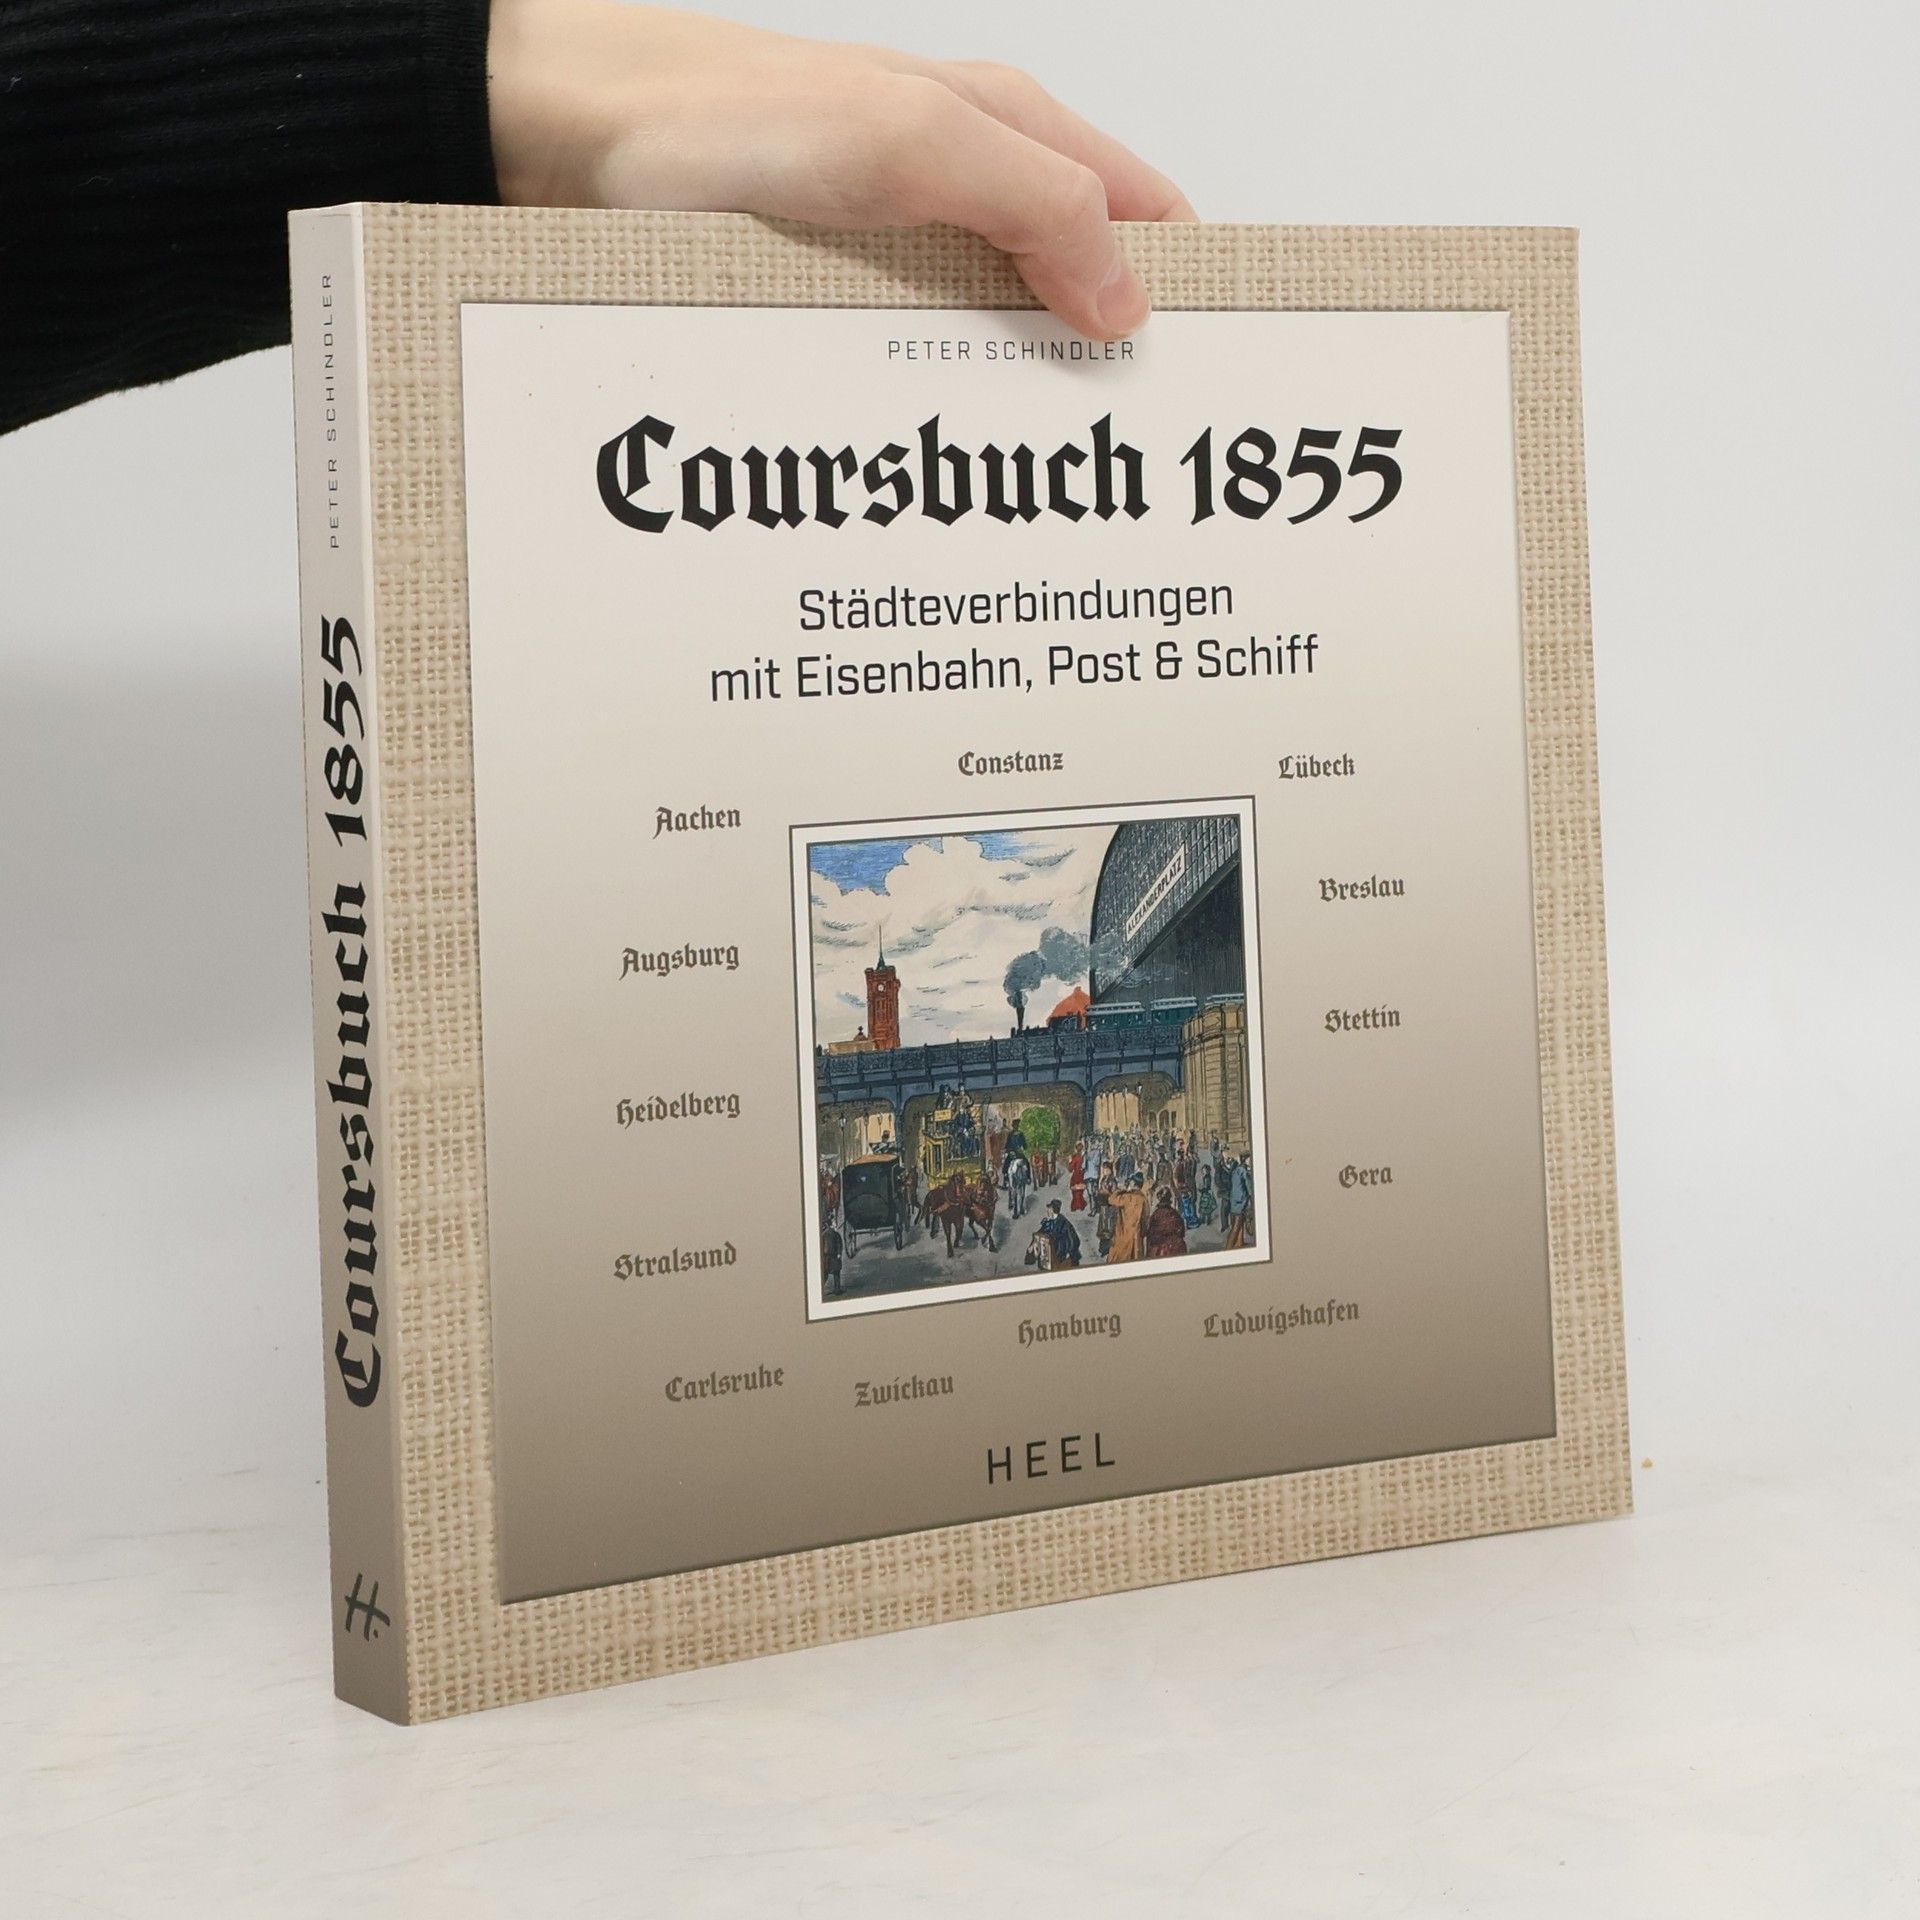 PETER SCHINDLER
Coursbuch 1855
Städteverbindungen
mit Eisenbahn, Post & Schiff
Constanz
Lübeck
Aachen
Breslau
Augsburg
Stettin
Heidelberg
Gera
Stralsund
Hamburg
Ludwigshafen
Carlsruhe
Zwickau
ALEXANDERPLATZ
HEEL
PETER SCHINDLER
Coursbuch 1855
H.